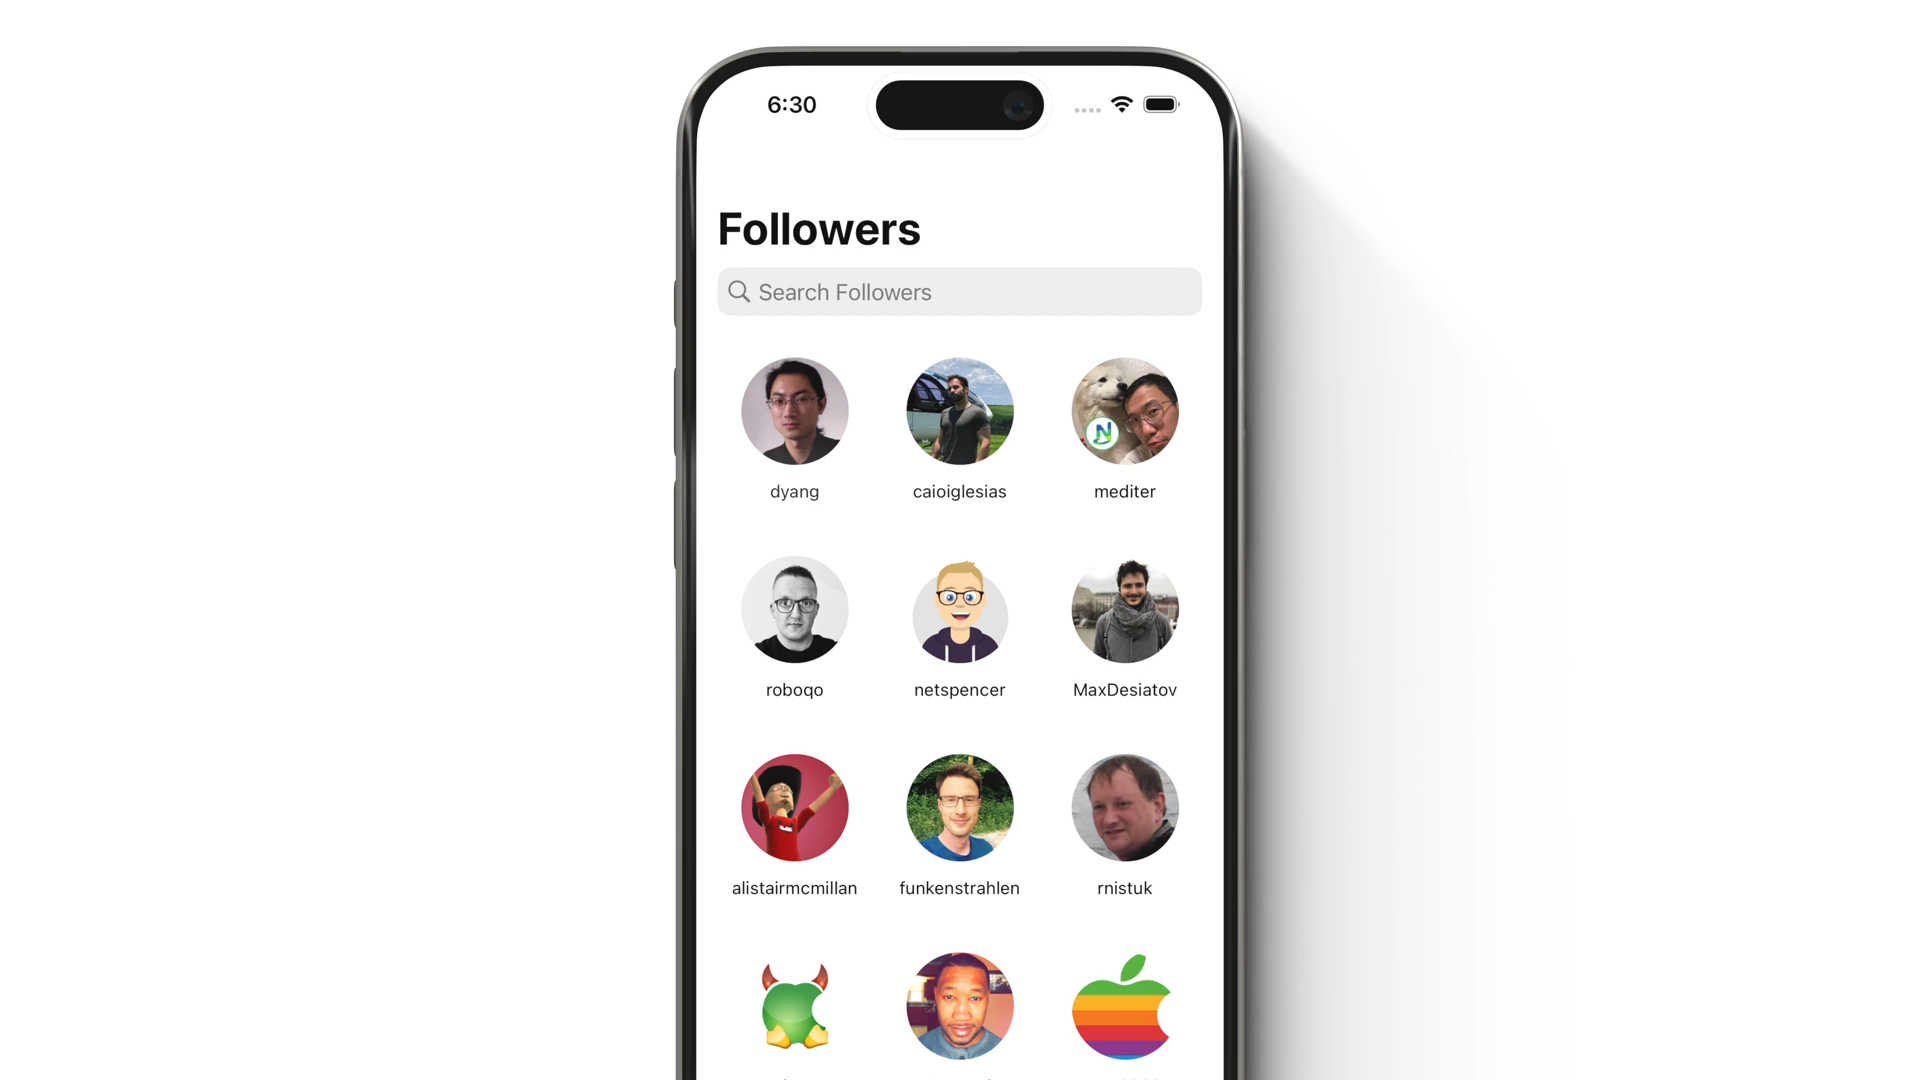 6:30
Followers
Search Followers
dyang
caioiglesias
mediter
roboqo
netspencer
MaxDesiatov
alistairmcmillan
funkenstrahlen
rnistuk